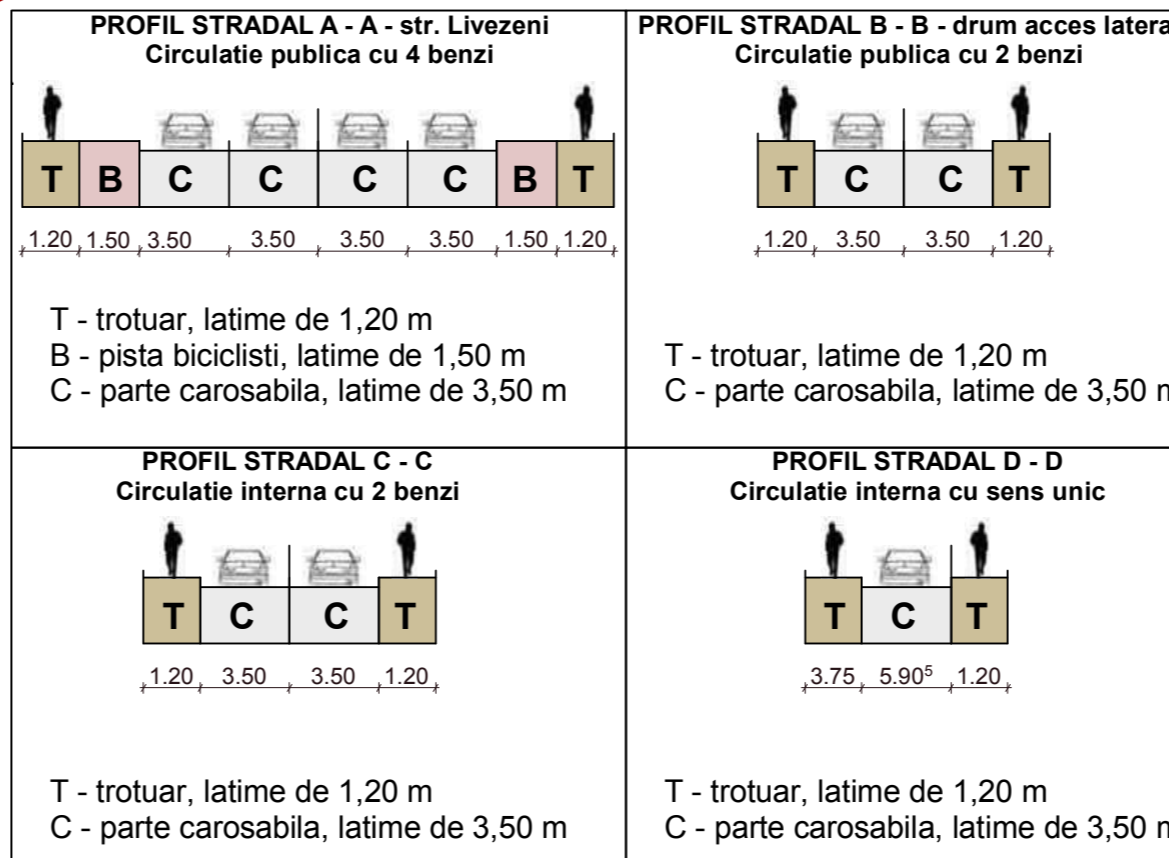 PROFIL STRADAL A - A - str. Livezeni
Circulatie publica cu 4 benzi
T B C C C C B T
1.20 1.50 3.50 3.50 3.50 3.50 1.50 1.20
T - trotuar, latime de 1,20 m
B - pista biciclisti, latime de 1,50 m
C - parte carosabila, latime de 3,50 m
PROFIL STRADAL B - B - drum acces latera
Circulatie publica cu 2 benzi
T C C T
1.20 3.50 3.50 1.20
T - trotuar, latime de 1,20 m
C - parte carosabila, latime de 3,50 m
PROFIL STRADAL C - C
Circulatie interna cu 2 benzi
T C C T
1.20 3.50 3.50 1.20
T - trotuar, latime de 1,20 m
C - parte carosabila, latime de 3,50 m
PROFIL STRADAL D - D
Circulatie interna cu sens unic
T C T
3.75 5.90⁵ 1.20
T - trotuar, latime de 1,20 m
C - parte carosabila, latime de 3,50 m